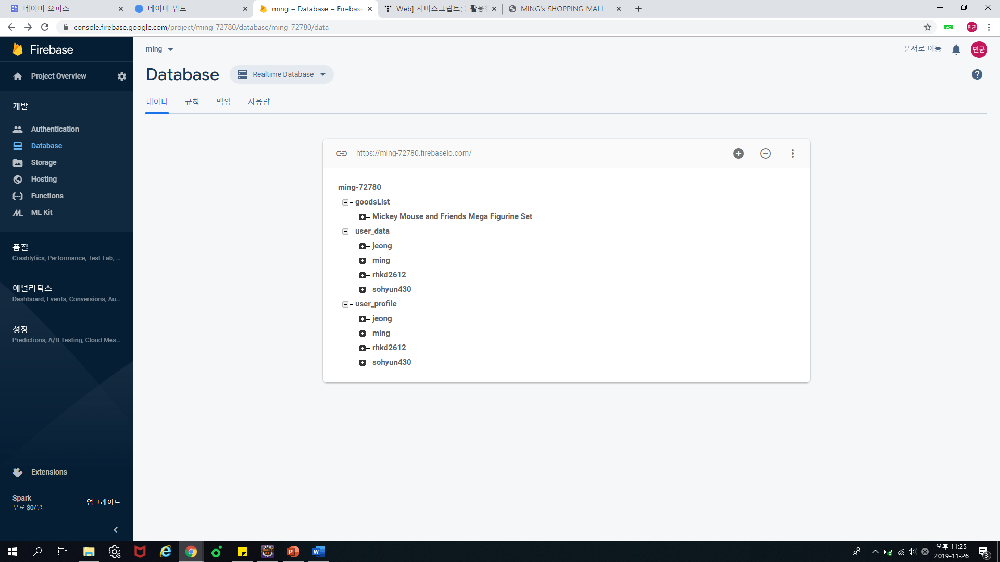 네이버 오피스
네이버 워드
ming – Database – Firebase
Web] 자바스크립트를 활용한
MING's SHOPPING MALL
console.firebase.google.com/project/ming-72780/database/ming-72780/data
AC
민균
Firebase
ming
문서로 이동
민균
Project Overview
Database
Realtime Database
데이터
규칙
백업
사용량
개발
Authentication
Database
Storage
Hosting
Functions
ML Kit
품질
Crashlytics, Performance, Test Lab, ...
애널리틱스
Dashboard, Events, Conversions, Au...
성장
Predictions, A/B Testing, Cloud Mes...
Extensions
Spark
무료 $0/월
업그레이드
https://ming-72780.firebaseio.com/
ming-72780
goodsList
Mickey Mouse and Friends Mega Figurine Set
user_data
jeong
ming
rhkd2612
sohyun430
user_profile
jeong
ming
rhkd2612
sohyun430
오후 11:25
2019-11-26
3